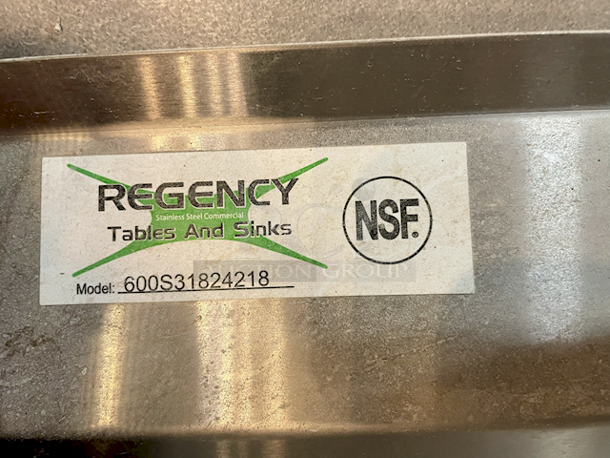 REGENCY
Stainless Steel Commercial
Tables And Sinks
NSF.
Model: 600S31824218